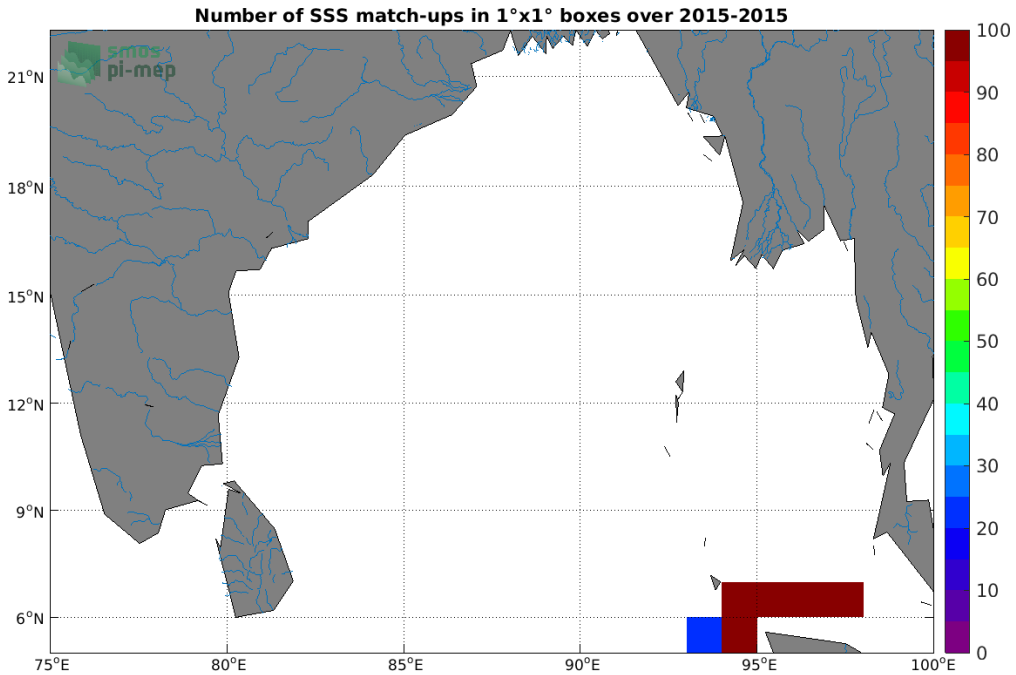 Number of SSS match-ups in 1°x1° boxes over 2015-2015
smos
pi-mep
21°N
18°N
15°N
12°N
9°N
6°N
75°E
80°E
85°E
90°E
95°E
100°E
100
90
80
70
60
50
40
30
20
10
0